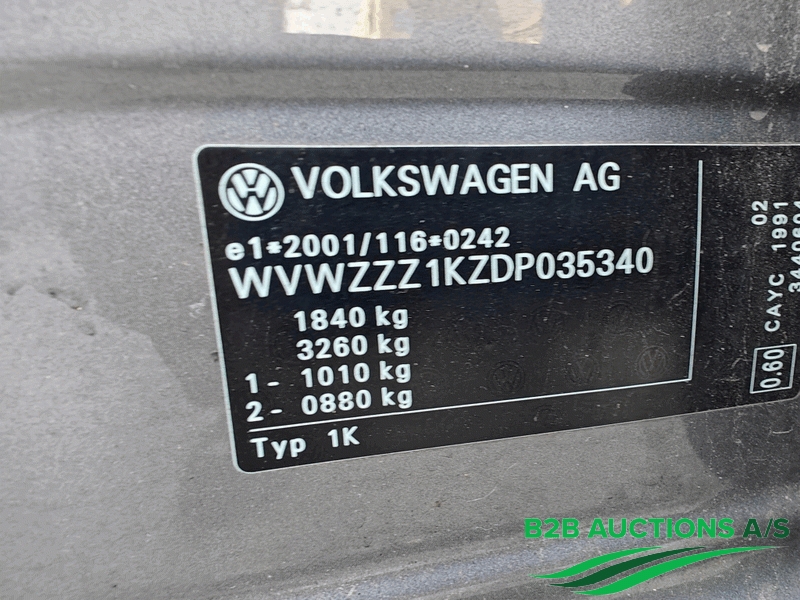 VOLKSWAGEN AG
e1*2001/116*0242
WVWZZZ1KZDP035340
1840 kg
3260 kg
1- 1010 kg
2- 0880 kg
Typ 1K
02
CAYC 1991
0.60
B2B AUCTIONS A/S